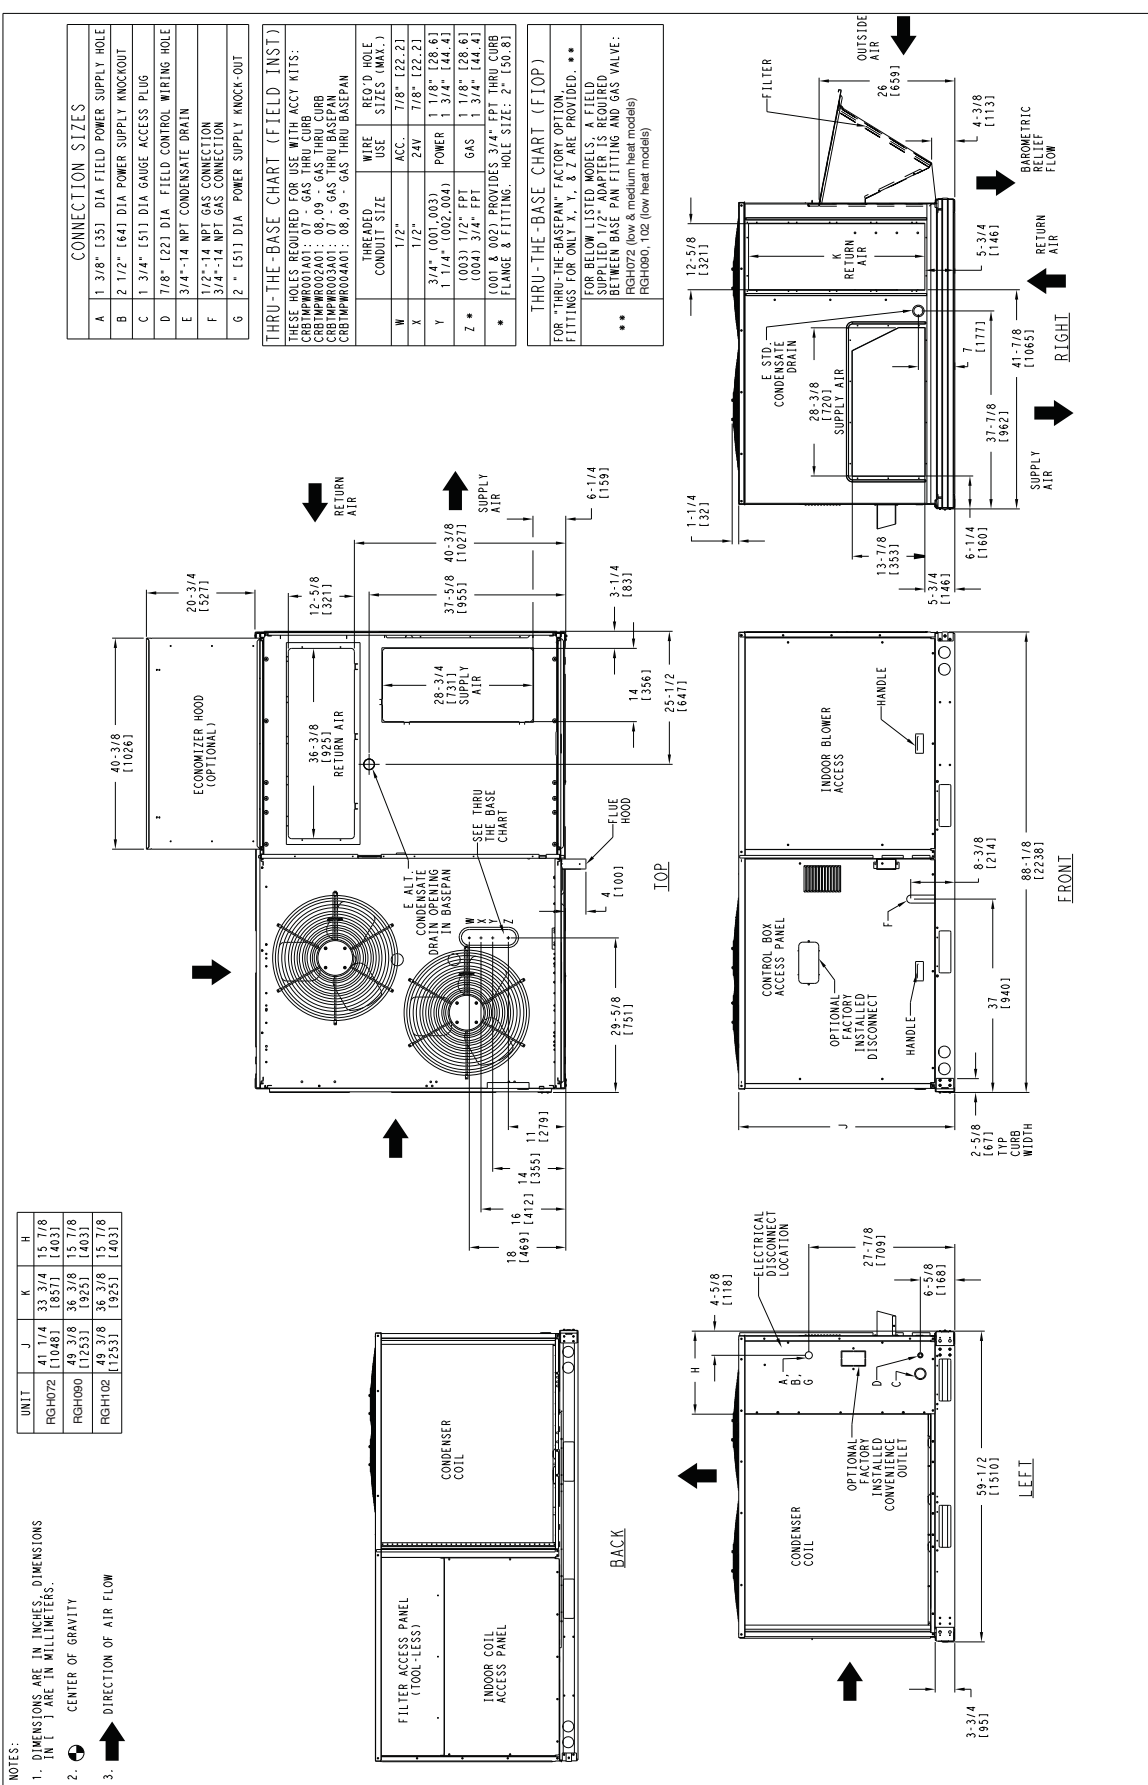 NOTES:
1. DIMENSIONS ARE IN INCHES, DIMENSIONS
IN [ ] ARE IN MILLIMETERS.
2. CENTER OF GRAVITY
3. DIRECTION OF AIR FLOW
UNIT J K H
RGH072 41 1/4 [1048] 33 3/4 [857] 15 7/8 [403]
RGH090 49 3/8 [1253] 36 3/8 [925] 15 7/8 [403]
RGH102 49 3/8 [1253] 36 3/8 [925] 15 7/8 [403]
CONNECTION SIZES
A 1 3/8" [35] DIA FIELD POWER SUPPLY HOLE
B 2 1/2" [64] DIA POWER SUPPLY KNOCKOUT
C 1 3/4" [51] DIA GAUGE ACCESS PLUG
D 7/8" [22] DIA FIELD CONTROL WIRING HOLE
E 3/4"-14 NPT CONDENSATE DRAIN
F 1/2"-14 NPT GAS CONNECTION
3/4"-14 NPT GAS CONNECTION
G 2 " [51] DIA POWER SUPPLY KNOCK-OUT
THRU-THE-BASE CHART (FIELD INST)
THESE HOLES REQUIRED FOR USE WITH ACCY KITS:
CRBTMPWR001A01: 07 - GAS THRU CURB
CRBTMPWR002A01: 08,09 - GAS THRU CURB
CRBTMPWR003A01: 07 - GAS THRU BASEPAN
CRBTMPWR004A01: 08,09 - GAS THRU BASEPAN
THREADED CONDUIT SIZE WIRE USE REQ'D HOLE SIZES (MAX.)
W 1/2" ACC. 7/8" [22.2]
X 1/2" 24V 7/8" [22.2]
Y 3/4" (001,003) POWER 1 1/8" [28.6]
1 1/4" (002,004) 1 3/4" [44.4]
Z * (003) 1/2" FPT GAS 1 1/8" [28.6]
(004) 3/4" FPT 1 3/4" [44.4]
* (001 & 002) PROVIDES 3/4" FPT THRU CURB
FLANGE & FITTING. HOLE SIZE: 2" [50.8]
THRU-THE-BASE CHART (FIOP)
FOR "THRU-THE-BASEPAN" FACTORY OPTION,
FITTINGS FOR ONLY X, Y, & Z ARE PROVIDED. **
** FOR BELOW LISTED MODELS, A FIELD
SUPPLIED 1/2" ADAPTER IS REQUIRED
BETWEEN BASE PAN FITTING AND GAS VALVE:
RGH072 (low & medium heat models)
RGH090, 102 (low heat models)
FILTER ACCESS PANEL
(TOOL-LESS)
INDOOR COIL
ACCESS PANEL
CONDENSER
COIL
BACK
40-3/8
[1026]
ECONOMIZER HOOD
(OPTIONAL)
20-3/4
[527]
12-5/8
[321]
RETURN
AIR
36-3/8
[925]
RETURN AIR
40-3/8
[1027]
37-5/8
[955]
SUPPLY
AIR
28-3/4
[731]
SUPPLY
AIR
6-1/4
[159]
3-1/4
[83]
14
[356]
25-1/2
[647]
E ALT
CONDENSATE
DRAIN OPENING
IN BASEPAN
SEE THRU
THE BASE
CHART
W
X
Y
Z
FLUE
HOOD
4
[100]
29-5/8
[751]
11
[279]
14
[355]
16
[412]
18
[469]
TOP
CONDENSER
COIL
H
4-5/8
[118]
ELECTRICAL
DISCONNECT
LOCATION
A,
B,
G
OPTIONAL
FACTORY
INSTALLED
CONVENIENCE
OUTLET
D
C
27-7/8
[709]
6-5/8
[168]
59-1/2
[1510]
3-3/4
[95]
LEFT
J
2-5/8
[67]
TYP
CURB
WIDTH
CONTROL BOX
ACCESS PANEL
OPTIONAL
FACTORY
INSTALLED
DISCONNECT
HANDLE
F
INDOOR BLOWER
ACCESS
HANDLE
37
[940]
8-3/8
[214]
88-1/8
[2238]
FRONT
1-1/4
[32]
13-7/8
[353]
5-3/4
[146]
6-1/4
[160]
28-3/8
[720]
SUPPLY AIR
E STD.
CONDENSATE
DRAIN
12-5/8
[321]
K
RETURN
AIR
FILTER
OUTSIDE
AIR
26
[659]
4-3/8
[113]
BAROMETRIC
RELIEF
FLOW
5-3/4
[146]
RETURN
AIR
7
[177]
41-7/8
[1065]
37-7/8
[962]
SUPPLY
AIR
RIGHT